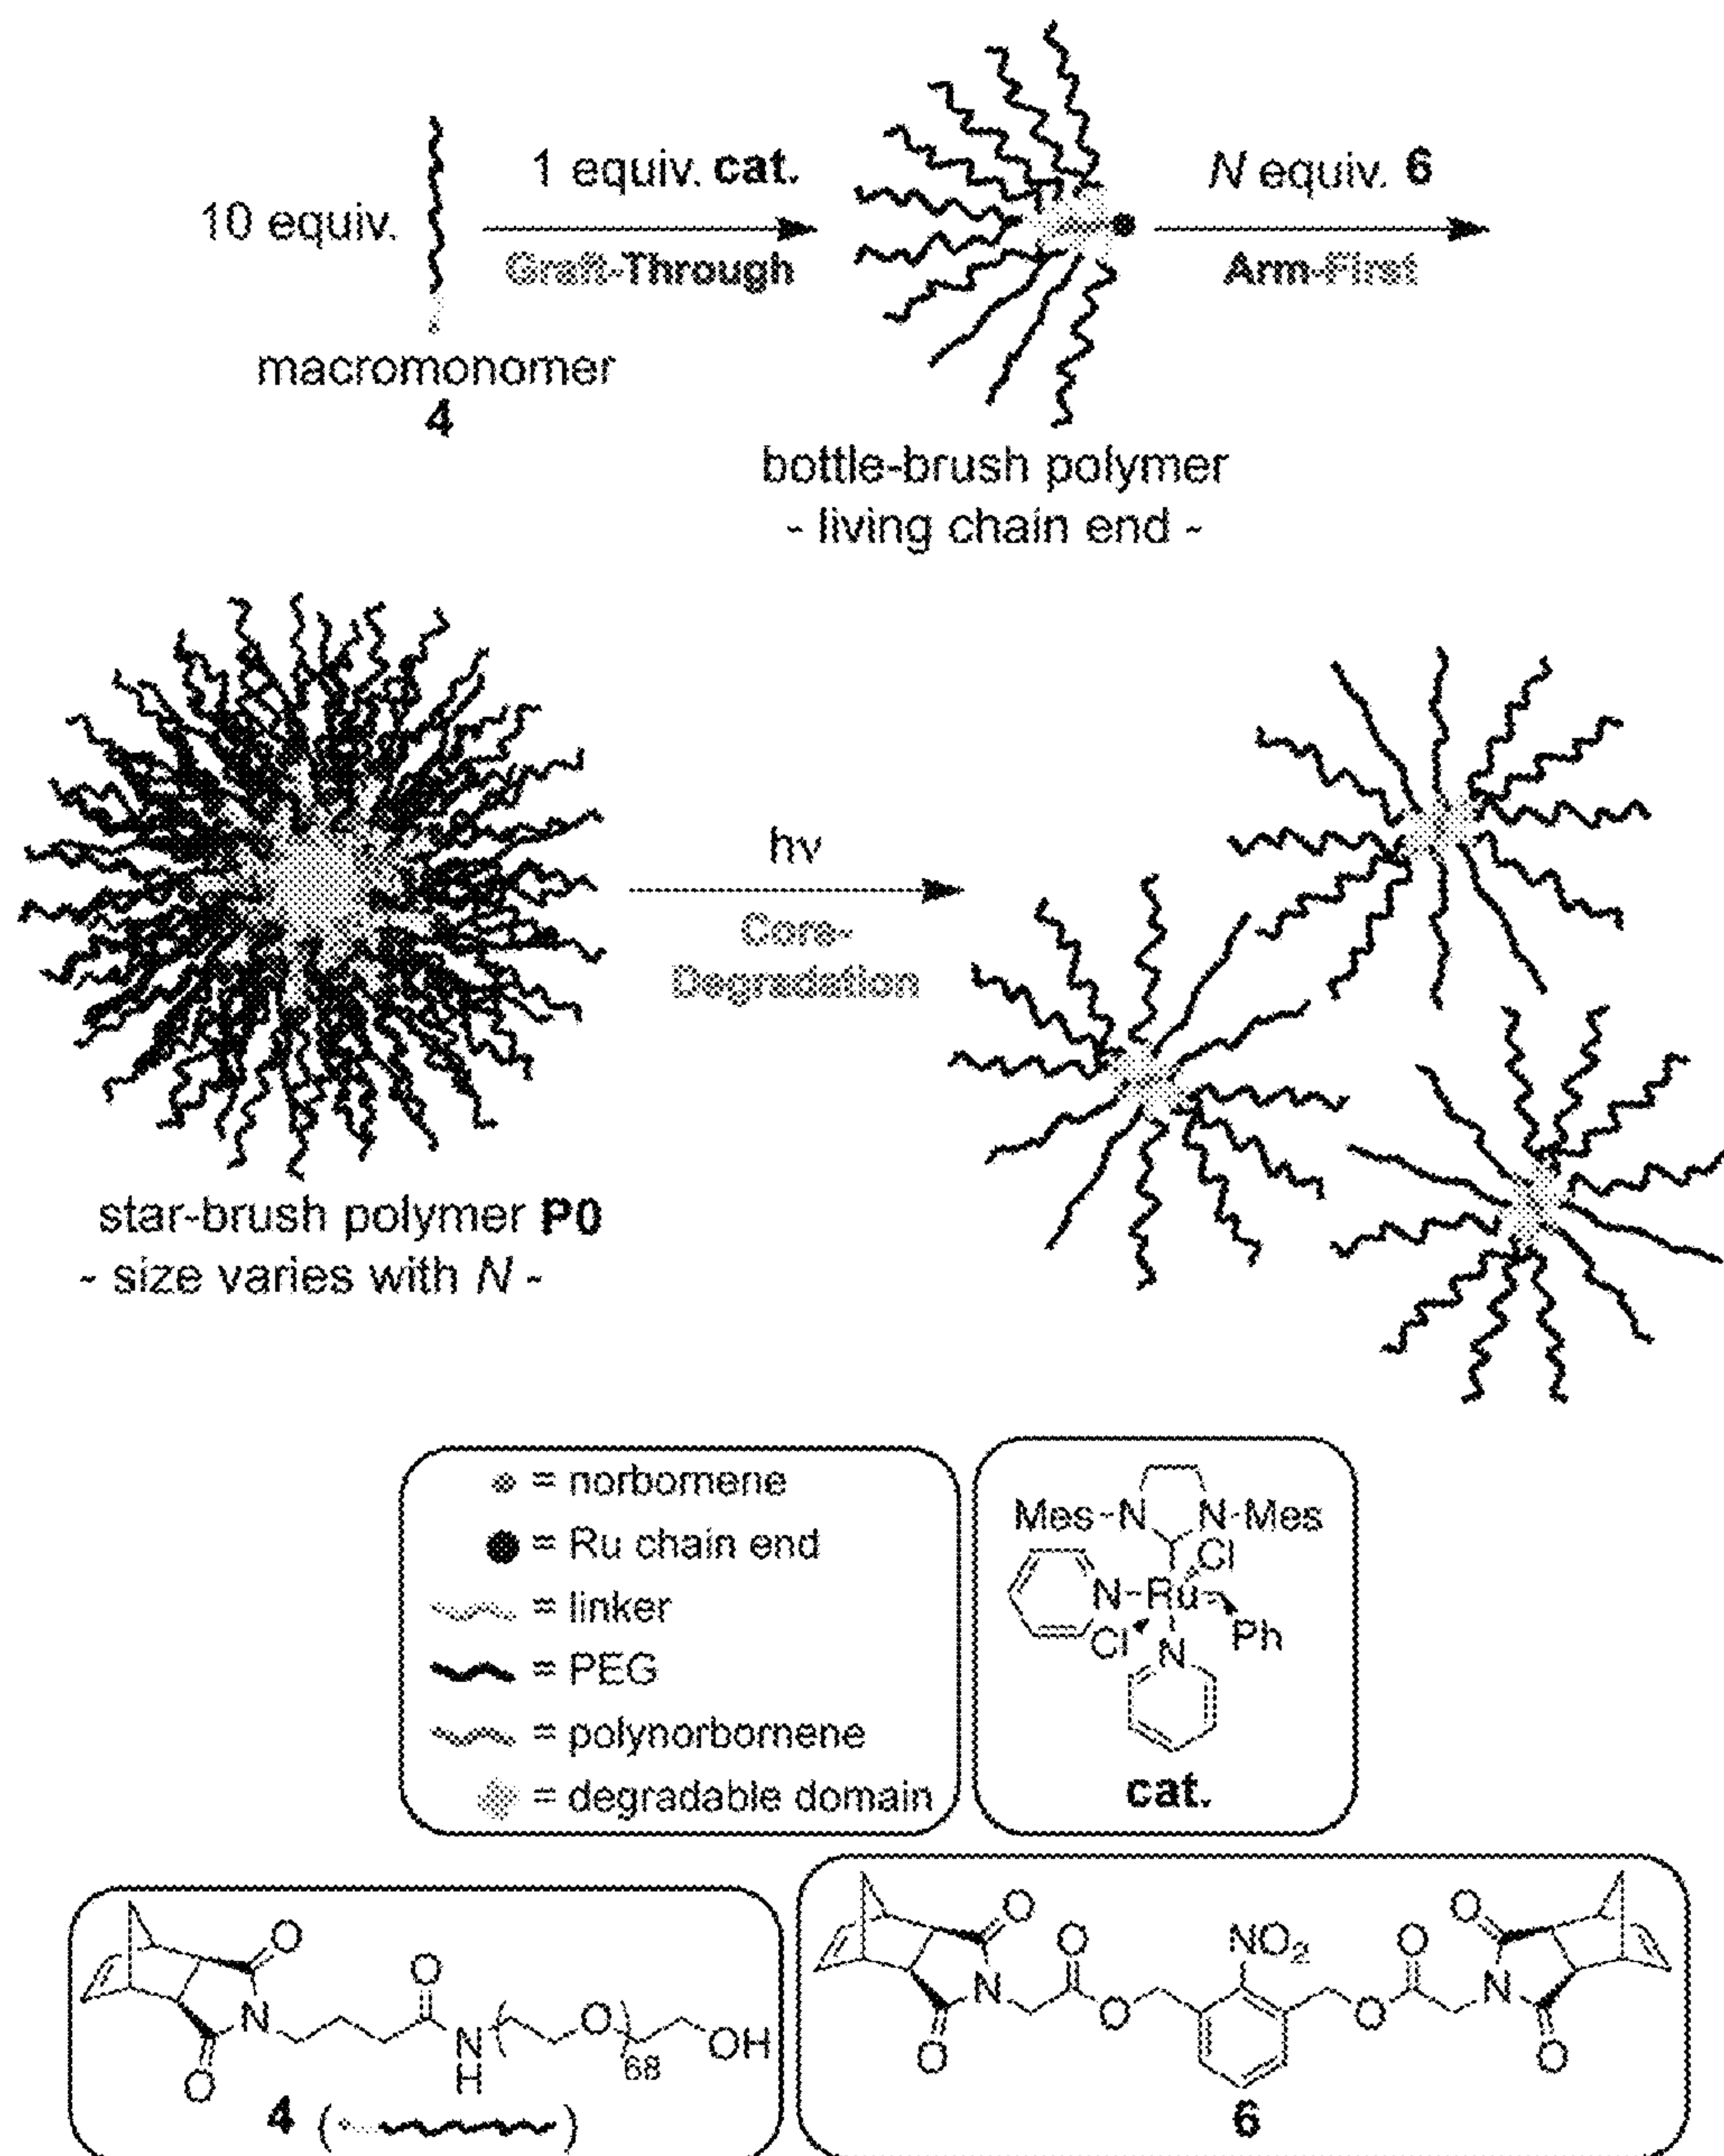 10 equiv.
1 equiv. cat.
Graft-Through
N equiv. 6
Arm-First
macromonomer
4
bottle-brush polymer
- living chain end -
hν
Core-
Degradation
star-brush polymer P0
- size varies with N -
= norbornene
= Ru chain end
= linker
= PEG
= polynorbornene
= degradable domain
Mes-N N-Mes
Cl
N-Ru
Cl Ph
N
cat.
O
O
N
N
H
O
68
OH
O
4 ( )
O
O
NO2
O
O
N
O
O
N
O
O
6